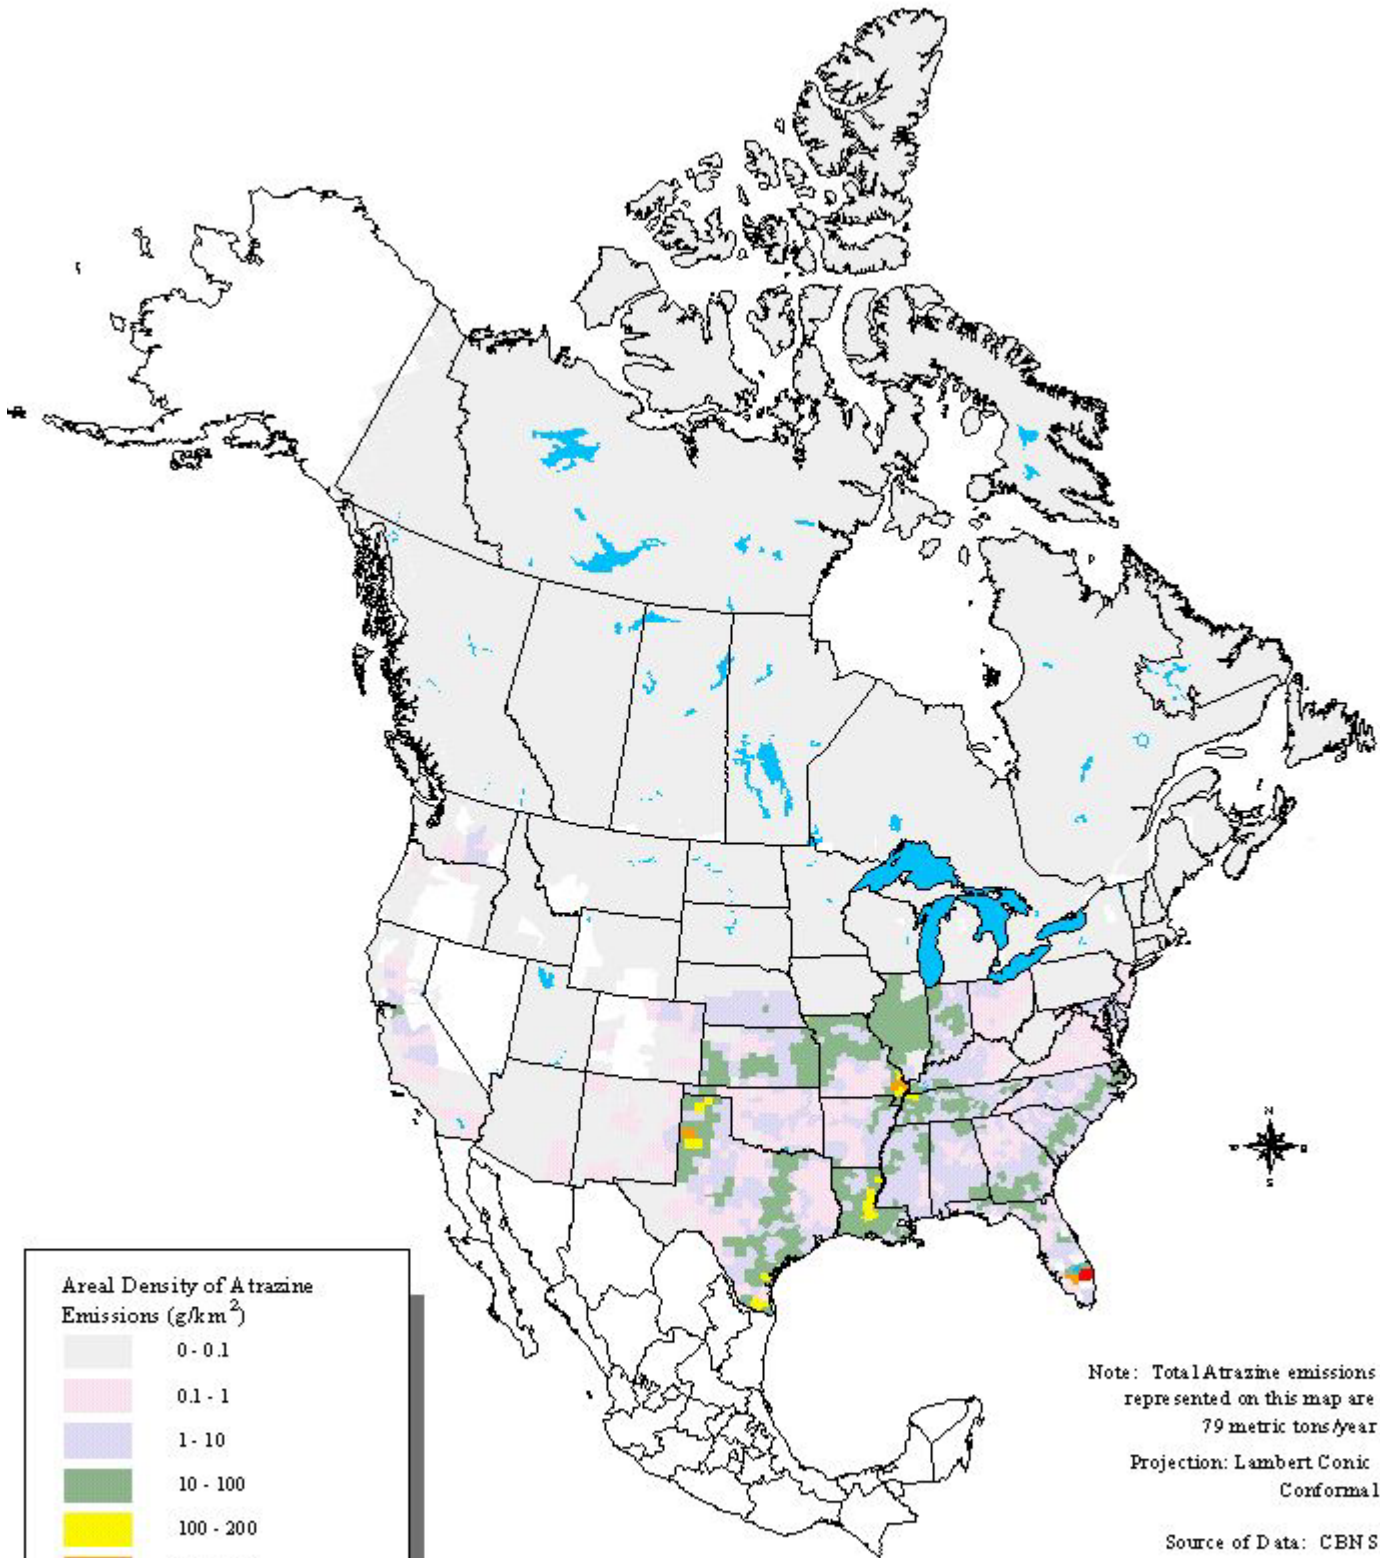 N
S
Areal Density of Atrazine
Emissions (g/km²)
0 - 0.1
0.1 - 1
1 - 10
10 - 100
100 - 200
Note: Total Atrazine emissions
represented on this map are
79 metric tons/year
Projection: Lambert Conic
Conformal
Source of Data: CBNS